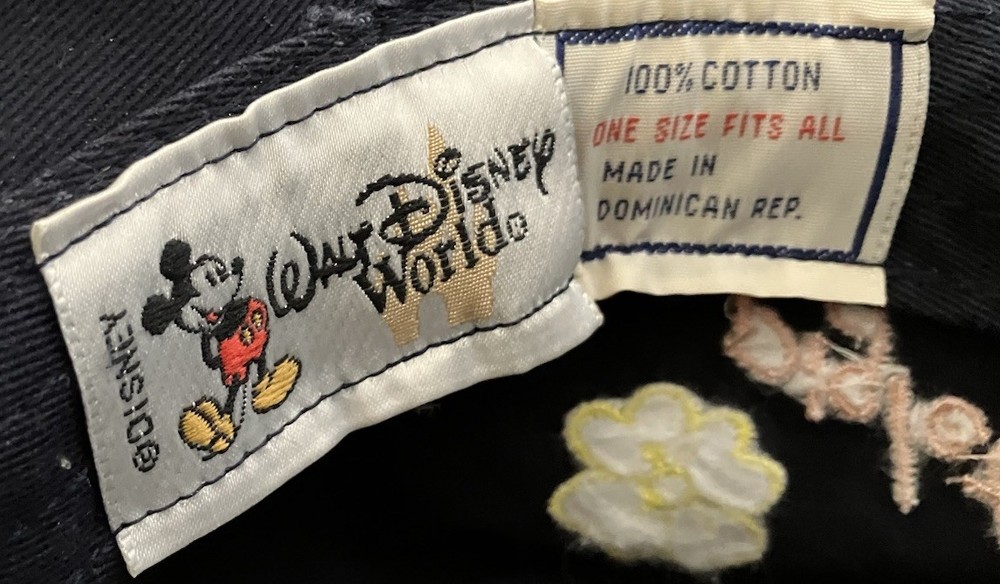 ©DISNEY
WALT DISNEY
World®
100% COTTON
ONE SIZE FITS ALL
MADE IN
DOMINICAN REP.